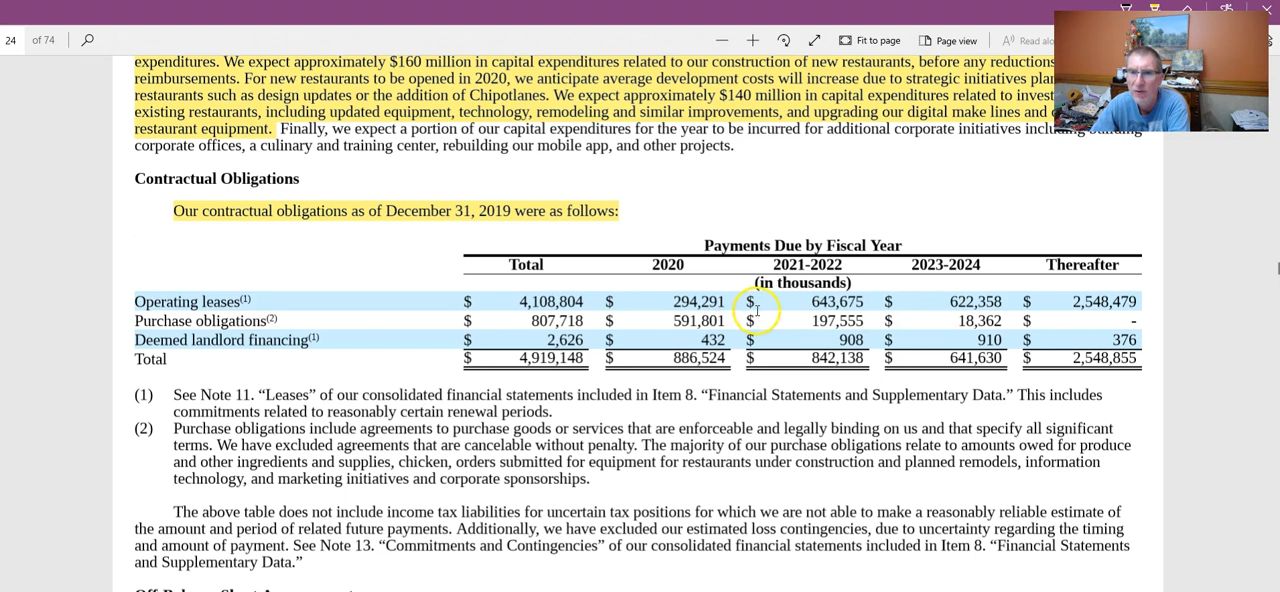 24 of 74 Fit to page Page view Read alo
expenditures. We expect approximately $160 million in capital expenditures related to our construction of new restaurants, before any reductions
reimbursements. For new restaurants to be opened in 2020, we anticipate average development costs will increase due to strategic initiatives plan
restaurants such as design updates or the addition of Chipotlanes. We expect approximately $140 million in capital expenditures related to invest
existing restaurants, including updated equipment, technology, remodeling and similar improvements, and upgrading our digital make lines and
restaurant equipment. Finally, we expect a portion of our capital expenditures for the year to be incurred for additional corporate initiatives
corporate offices, a culinary and training center, rebuilding our mobile app, and other projects.
Contractual Obligations
Our contractual obligations as of December 31, 2019 were as follows:
Payments Due by Fiscal Year
Total 2020 2021-2022 2023-2024 Thereafter
(in thousands)
Operating leases(1) $ 4,108,804 $ 294,291 $ 643,675 $ 622,358 $ 2,548,479
Purchase obligations(2) $ 807,718 $ 591,801 $ 197,555 $ 18,362 $ -
Deemed landlord financing(1) $ 2,626 $ 432 $ 908 $ 910 $ 376
Total $ 4,919,148 $ 886,524 $ 842,138 $ 641,630 $ 2,548,855
(1) See Note 11. “Leases” of our consolidated financial statements included in Item 8. “Financial Statements and Supplementary Data.” This includes
commitments related to reasonably certain renewal periods.
(2) Purchase obligations include agreements to purchase goods or services that are enforceable and legally binding on us and that specify all significant
terms. We have excluded agreements that are cancelable without penalty. The majority of our purchase obligations relate to amounts owed for produce
and other ingredients and supplies, chicken, orders submitted for equipment for restaurants under construction and planned remodels, information
technology, and marketing initiatives and corporate sponsorships.
The above table does not include income tax liabilities for uncertain tax positions for which we are not able to make a reasonably reliable estimate of
the amount and period of related future payments. Additionally, we have excluded our estimated loss contingencies, due to uncertainty regarding the timing
and amount of payment. See Note 13. “Commitments and Contingencies” of our consolidated financial statements included in Item 8. “Financial Statements
and Supplementary Data.”